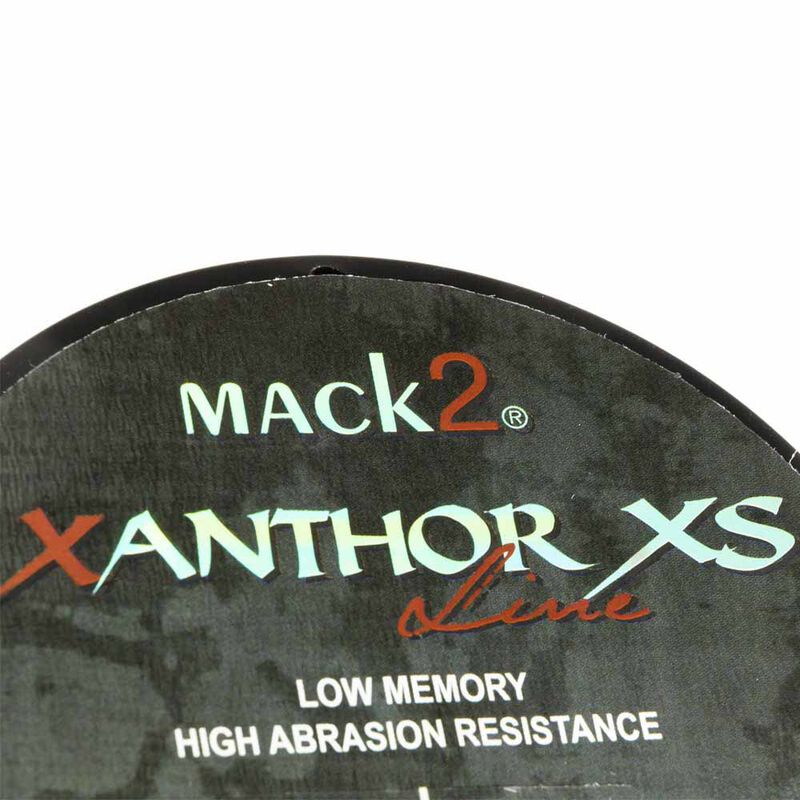 MACk2®
XANTHOR XS
Line
LOW MEMORY
HIGH ABRASION RESISTANCE